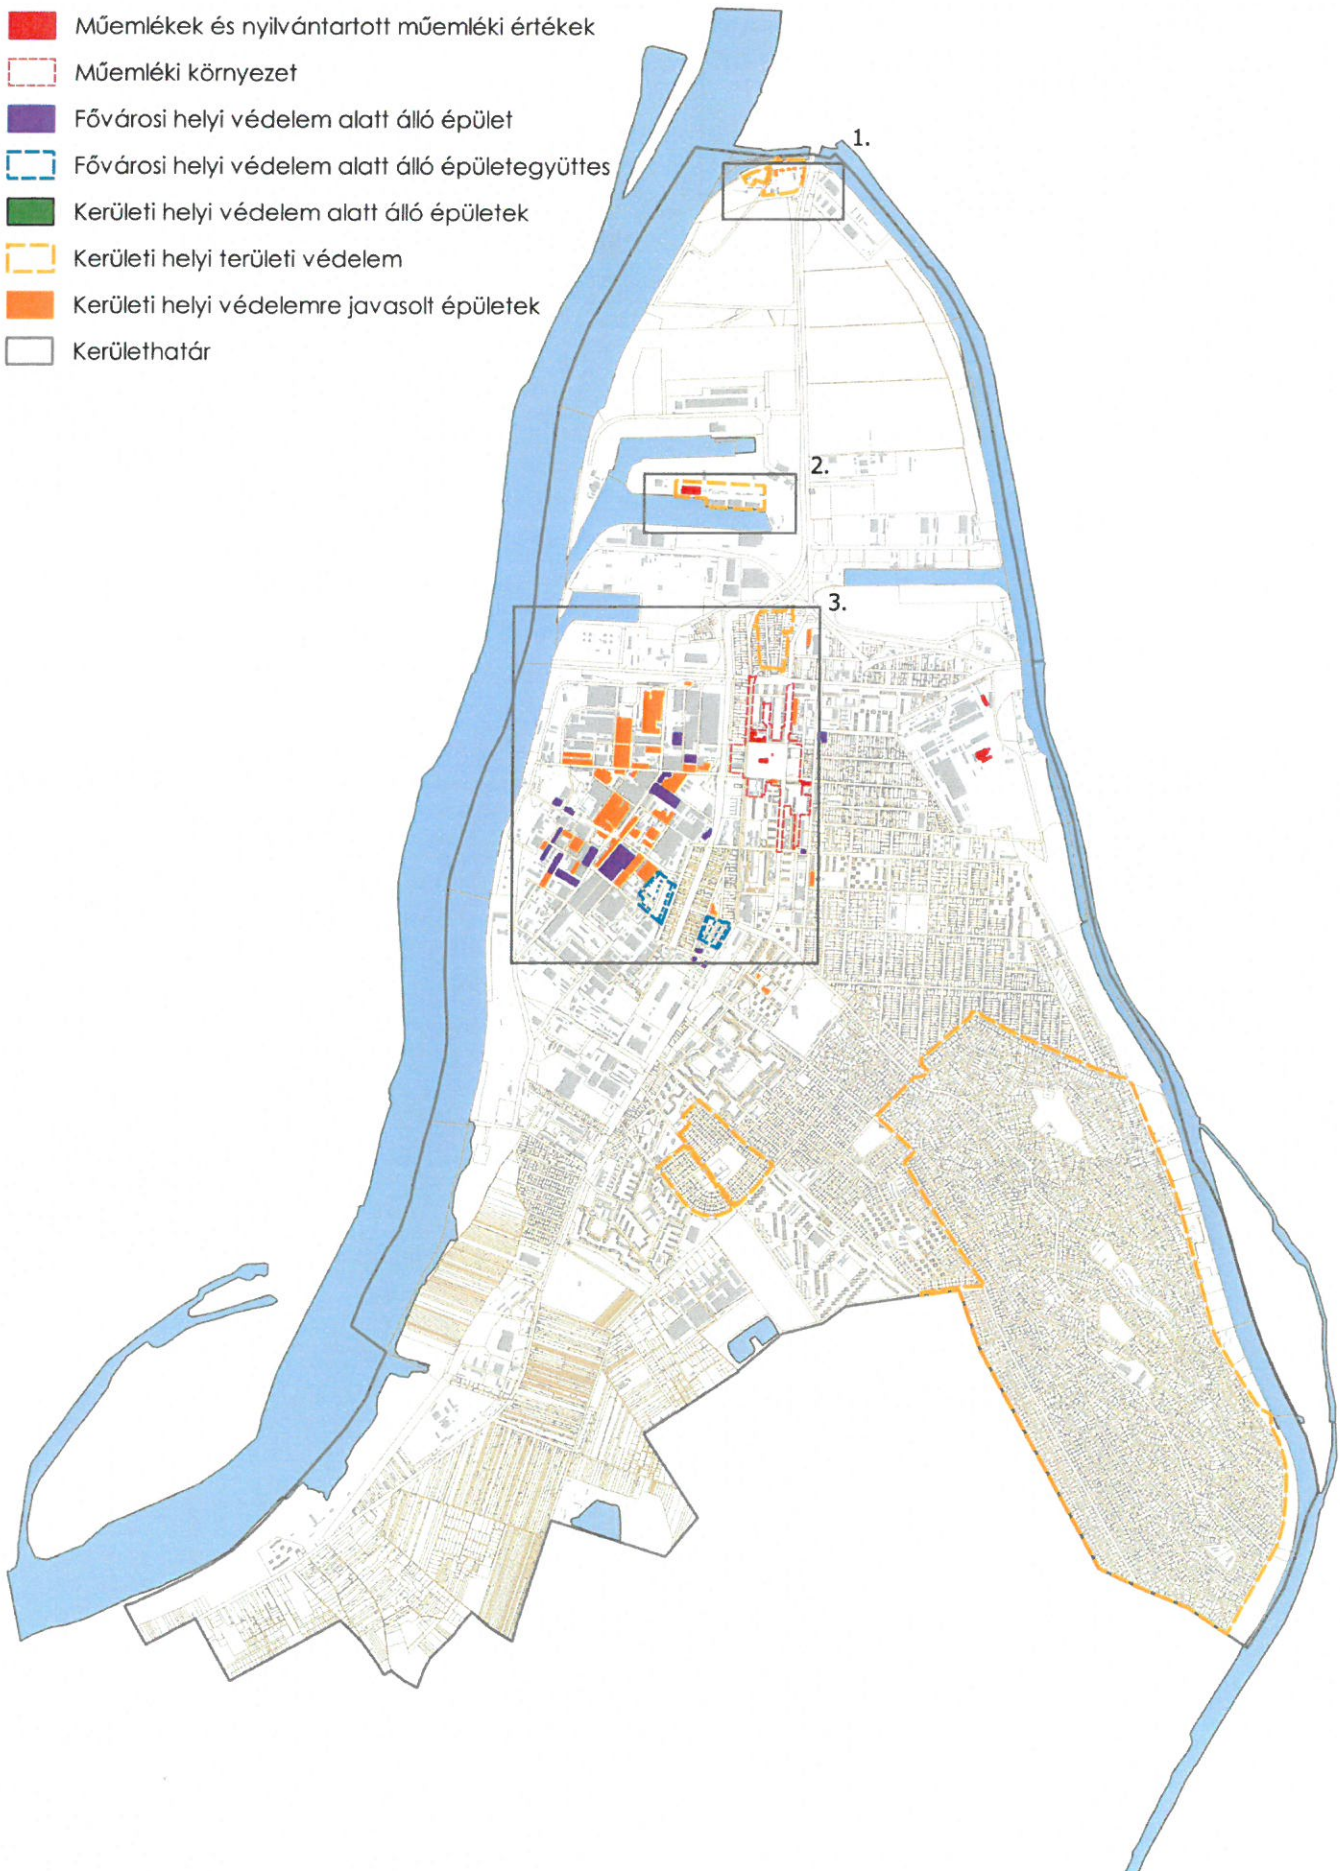 Műemlékek és nyilvántartott műemléki értékek
Műemléki környezet
Fővárosi helyi védelem alatt álló épület
Fővárosi helyi védelem alatt álló épületegyüttes
Kerületi helyi védelem alatt álló épületek
Kerületi helyi területi védelem
Kerületi helyi védelemre javasolt épületek
Kerülethatár
1.
2.
3.